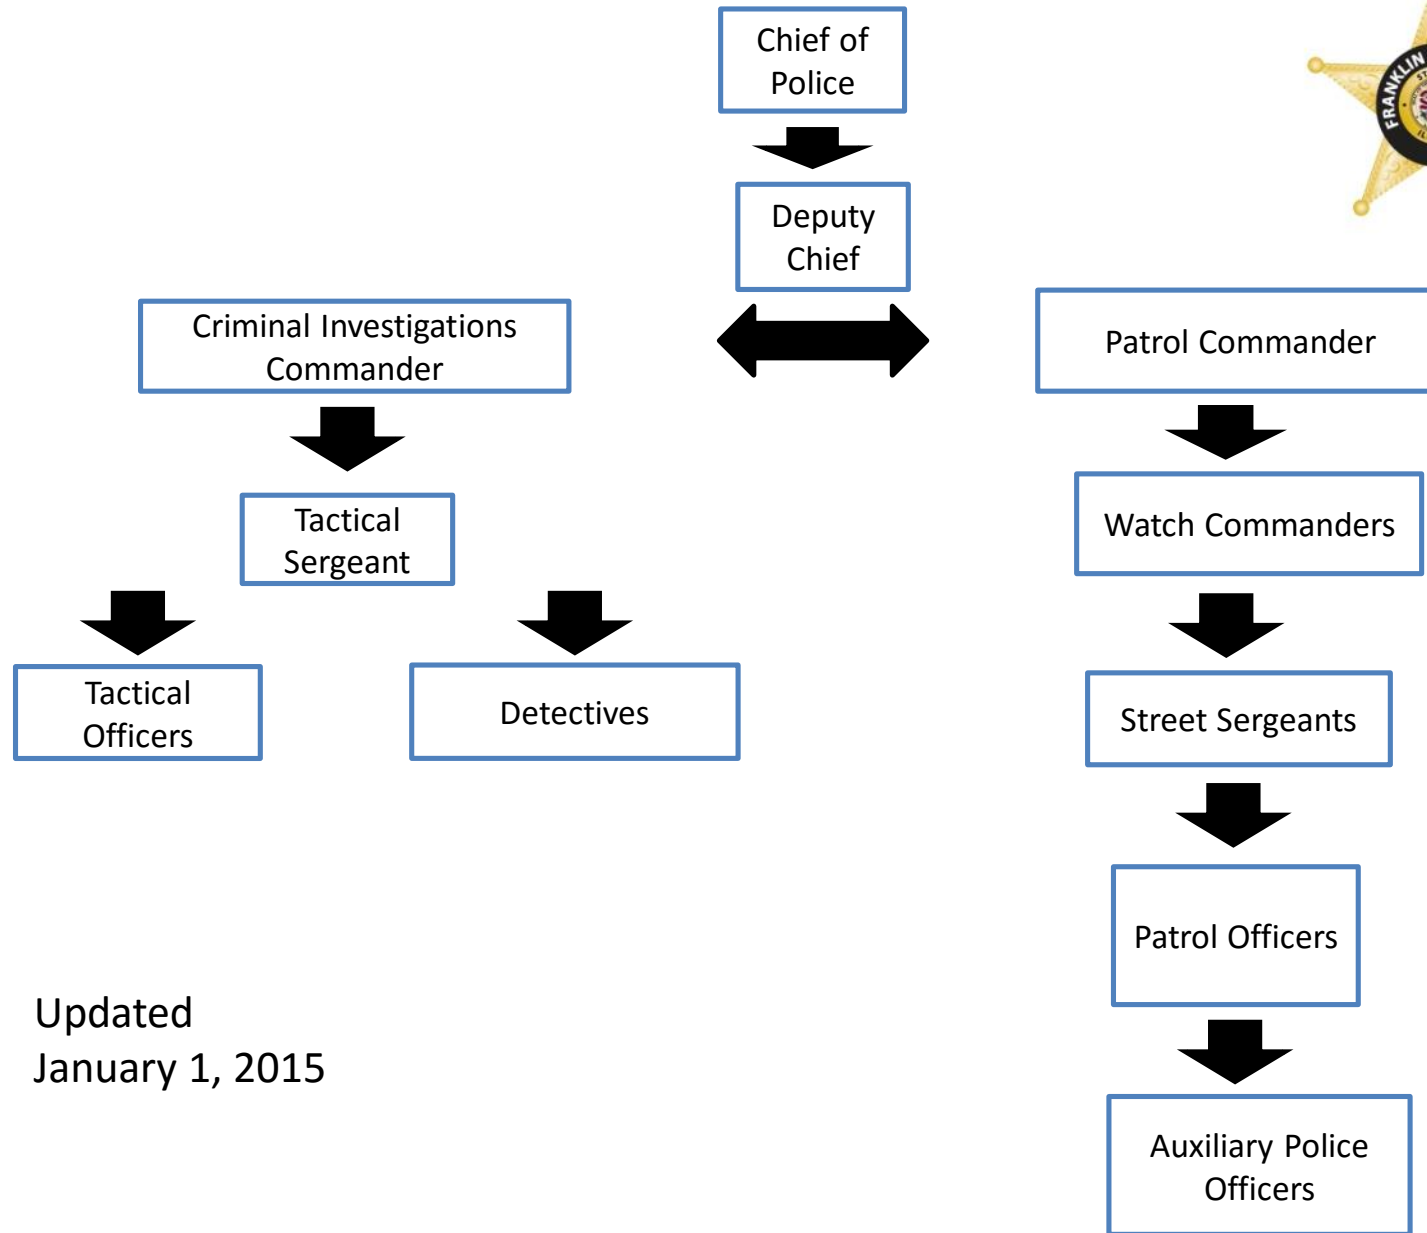 Chief of
Police
FRANKLIN
Deputy
Chief
Criminal Investigations
Commander
Patrol Commander
Tactical
Sergeant
Watch Commanders
Tactical
Officers
Detectives
Street Sergeants
Patrol Officers
Updated
January 1, 2015
Auxiliary Police
Officers